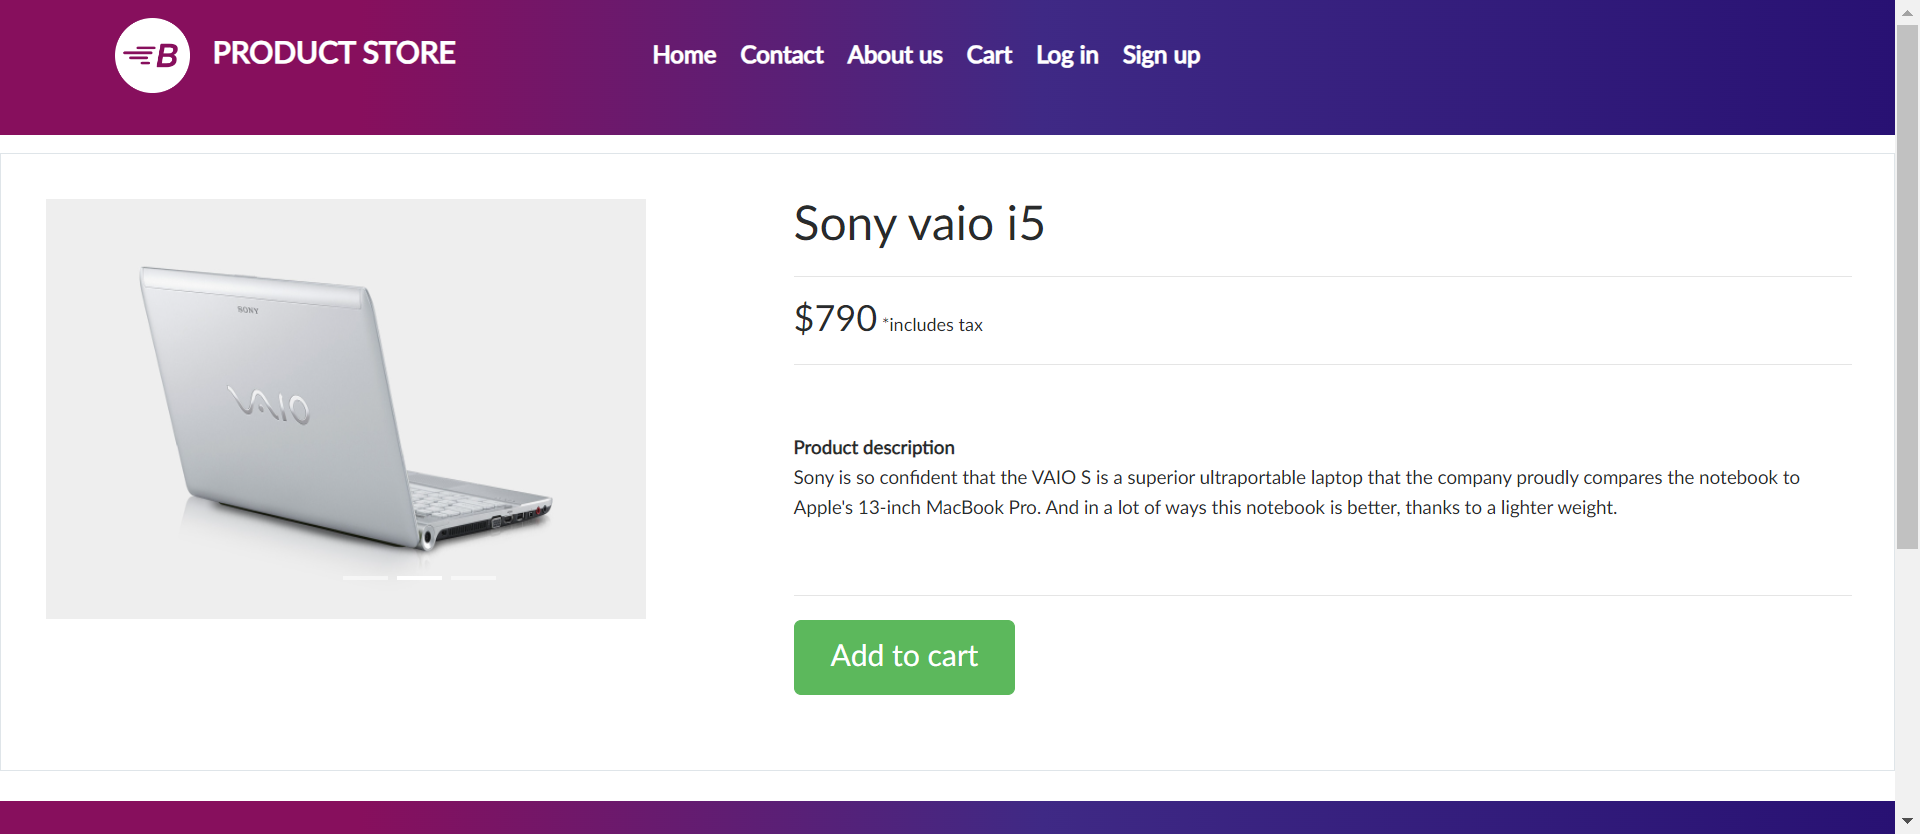 B PRODUCT STORE
Home Contact About us Cart Log in Sign up
SONY
VAIO
Sony vaio i5
$790 *includes tax
Product description
Sony is so confident that the VAIO S is a superior ultraportable laptop that the company proudly compares the notebook to
Apple's 13-inch MacBook Pro. And in a lot of ways this notebook is better, thanks to a lighter weight.
Add to cart